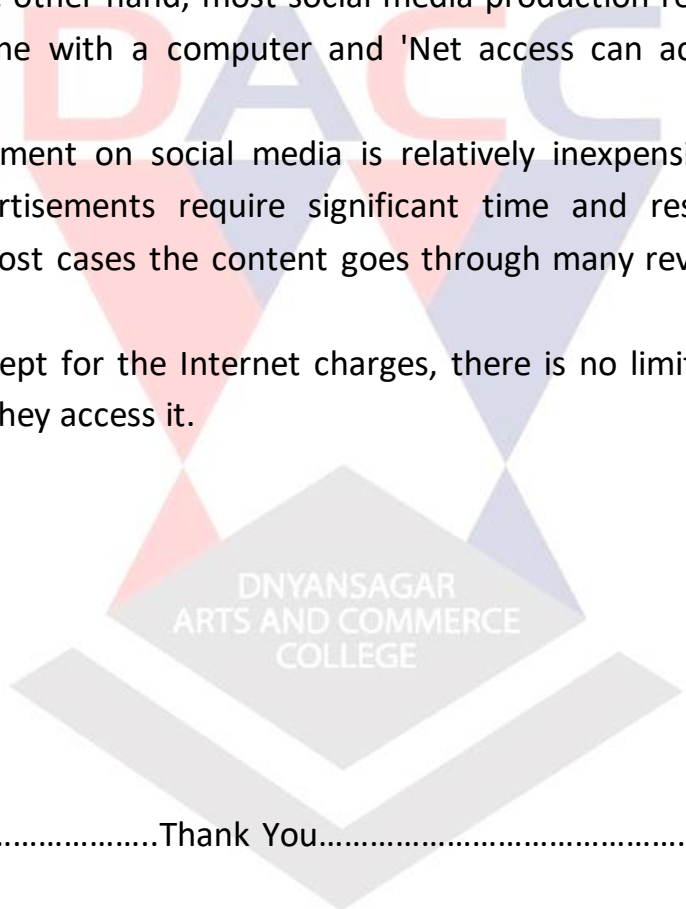 other hand, most social media production re
ne with a computer and 'Net access can ac
DACC
ment on social media is relatively inexpensi
rtisements require significant time and res
ost cases the content goes through many rev
ept for the Internet charges, there is no limit
hey access it.
DNYANSAGAR
ARTS AND COMMERCE
COLLEGE
………………..Thank You…………………………………….